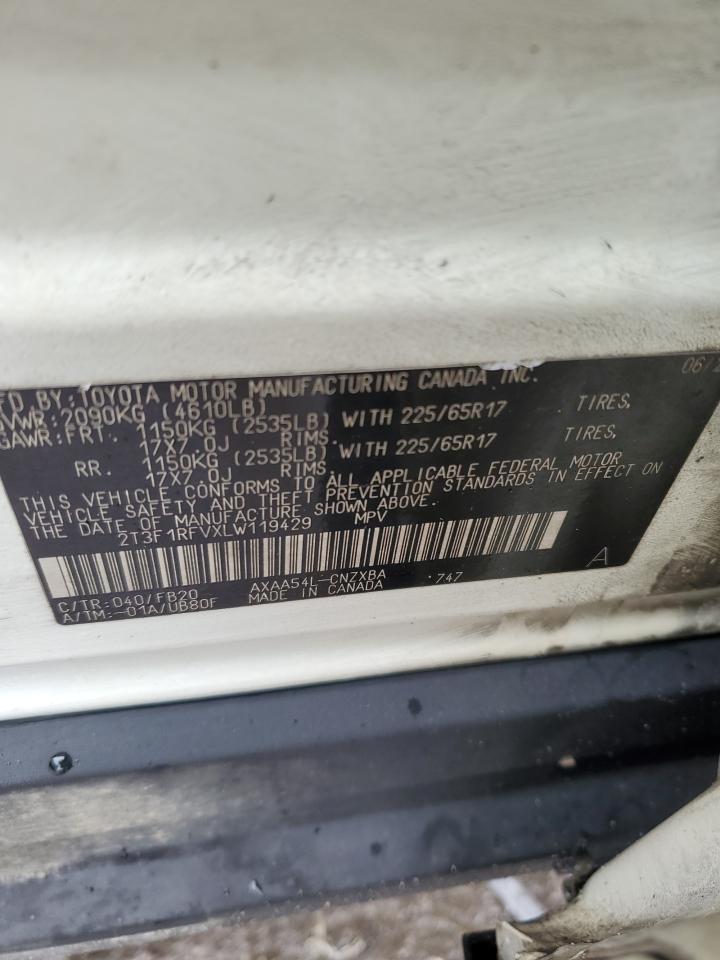 MFD BY: TOYOTA MOTOR MANUFACTURING CANADA INC. 06/
GVWR: 2090KG (4610LB)
GAWR: FRT. 1150KG (2535LB) WITH 225/65R17 TIRES,
17X7.0J RIMS.
RR. 1150KG (2535LB) WITH 225/65R17 TIRES,
17X7.0J RIMS.
THIS VEHICLE CONFORMS TO ALL APPLICABLE FEDERAL MOTOR
VEHICLE SAFETY AND THEFT PREVENTION STANDARDS IN EFFECT ON
THE DATE OF MANUFACTURE SHOWN ABOVE.
2T3F1RFVXLW119429 MPV
C/TR: 040/FB20 AXAA54L-CNZXBA 747 A
A/TM: -01A/UB80F MADE IN CANADA